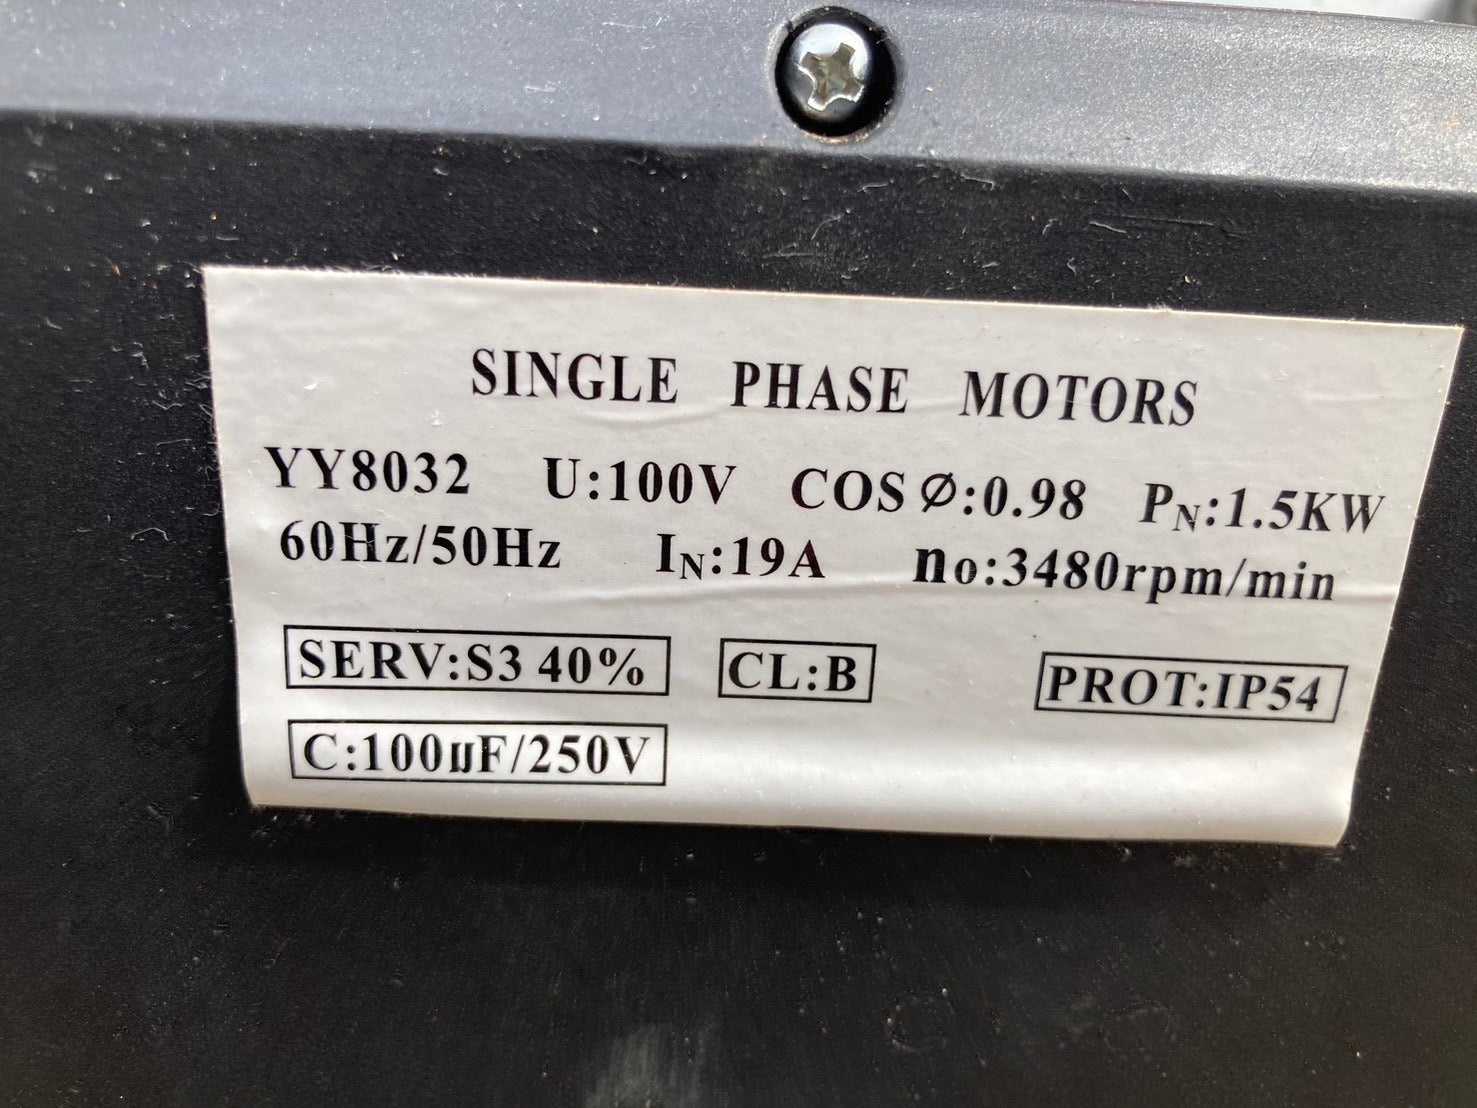 SINGLE PHASE MOTORS
YY8032 U:100V COS Ø:0.98 PN:1.5KW
60Hz/50Hz IN:19A no:3480rpm/min
SERV:S3 40% CL:B PROT:IP54
C:100μF/250V